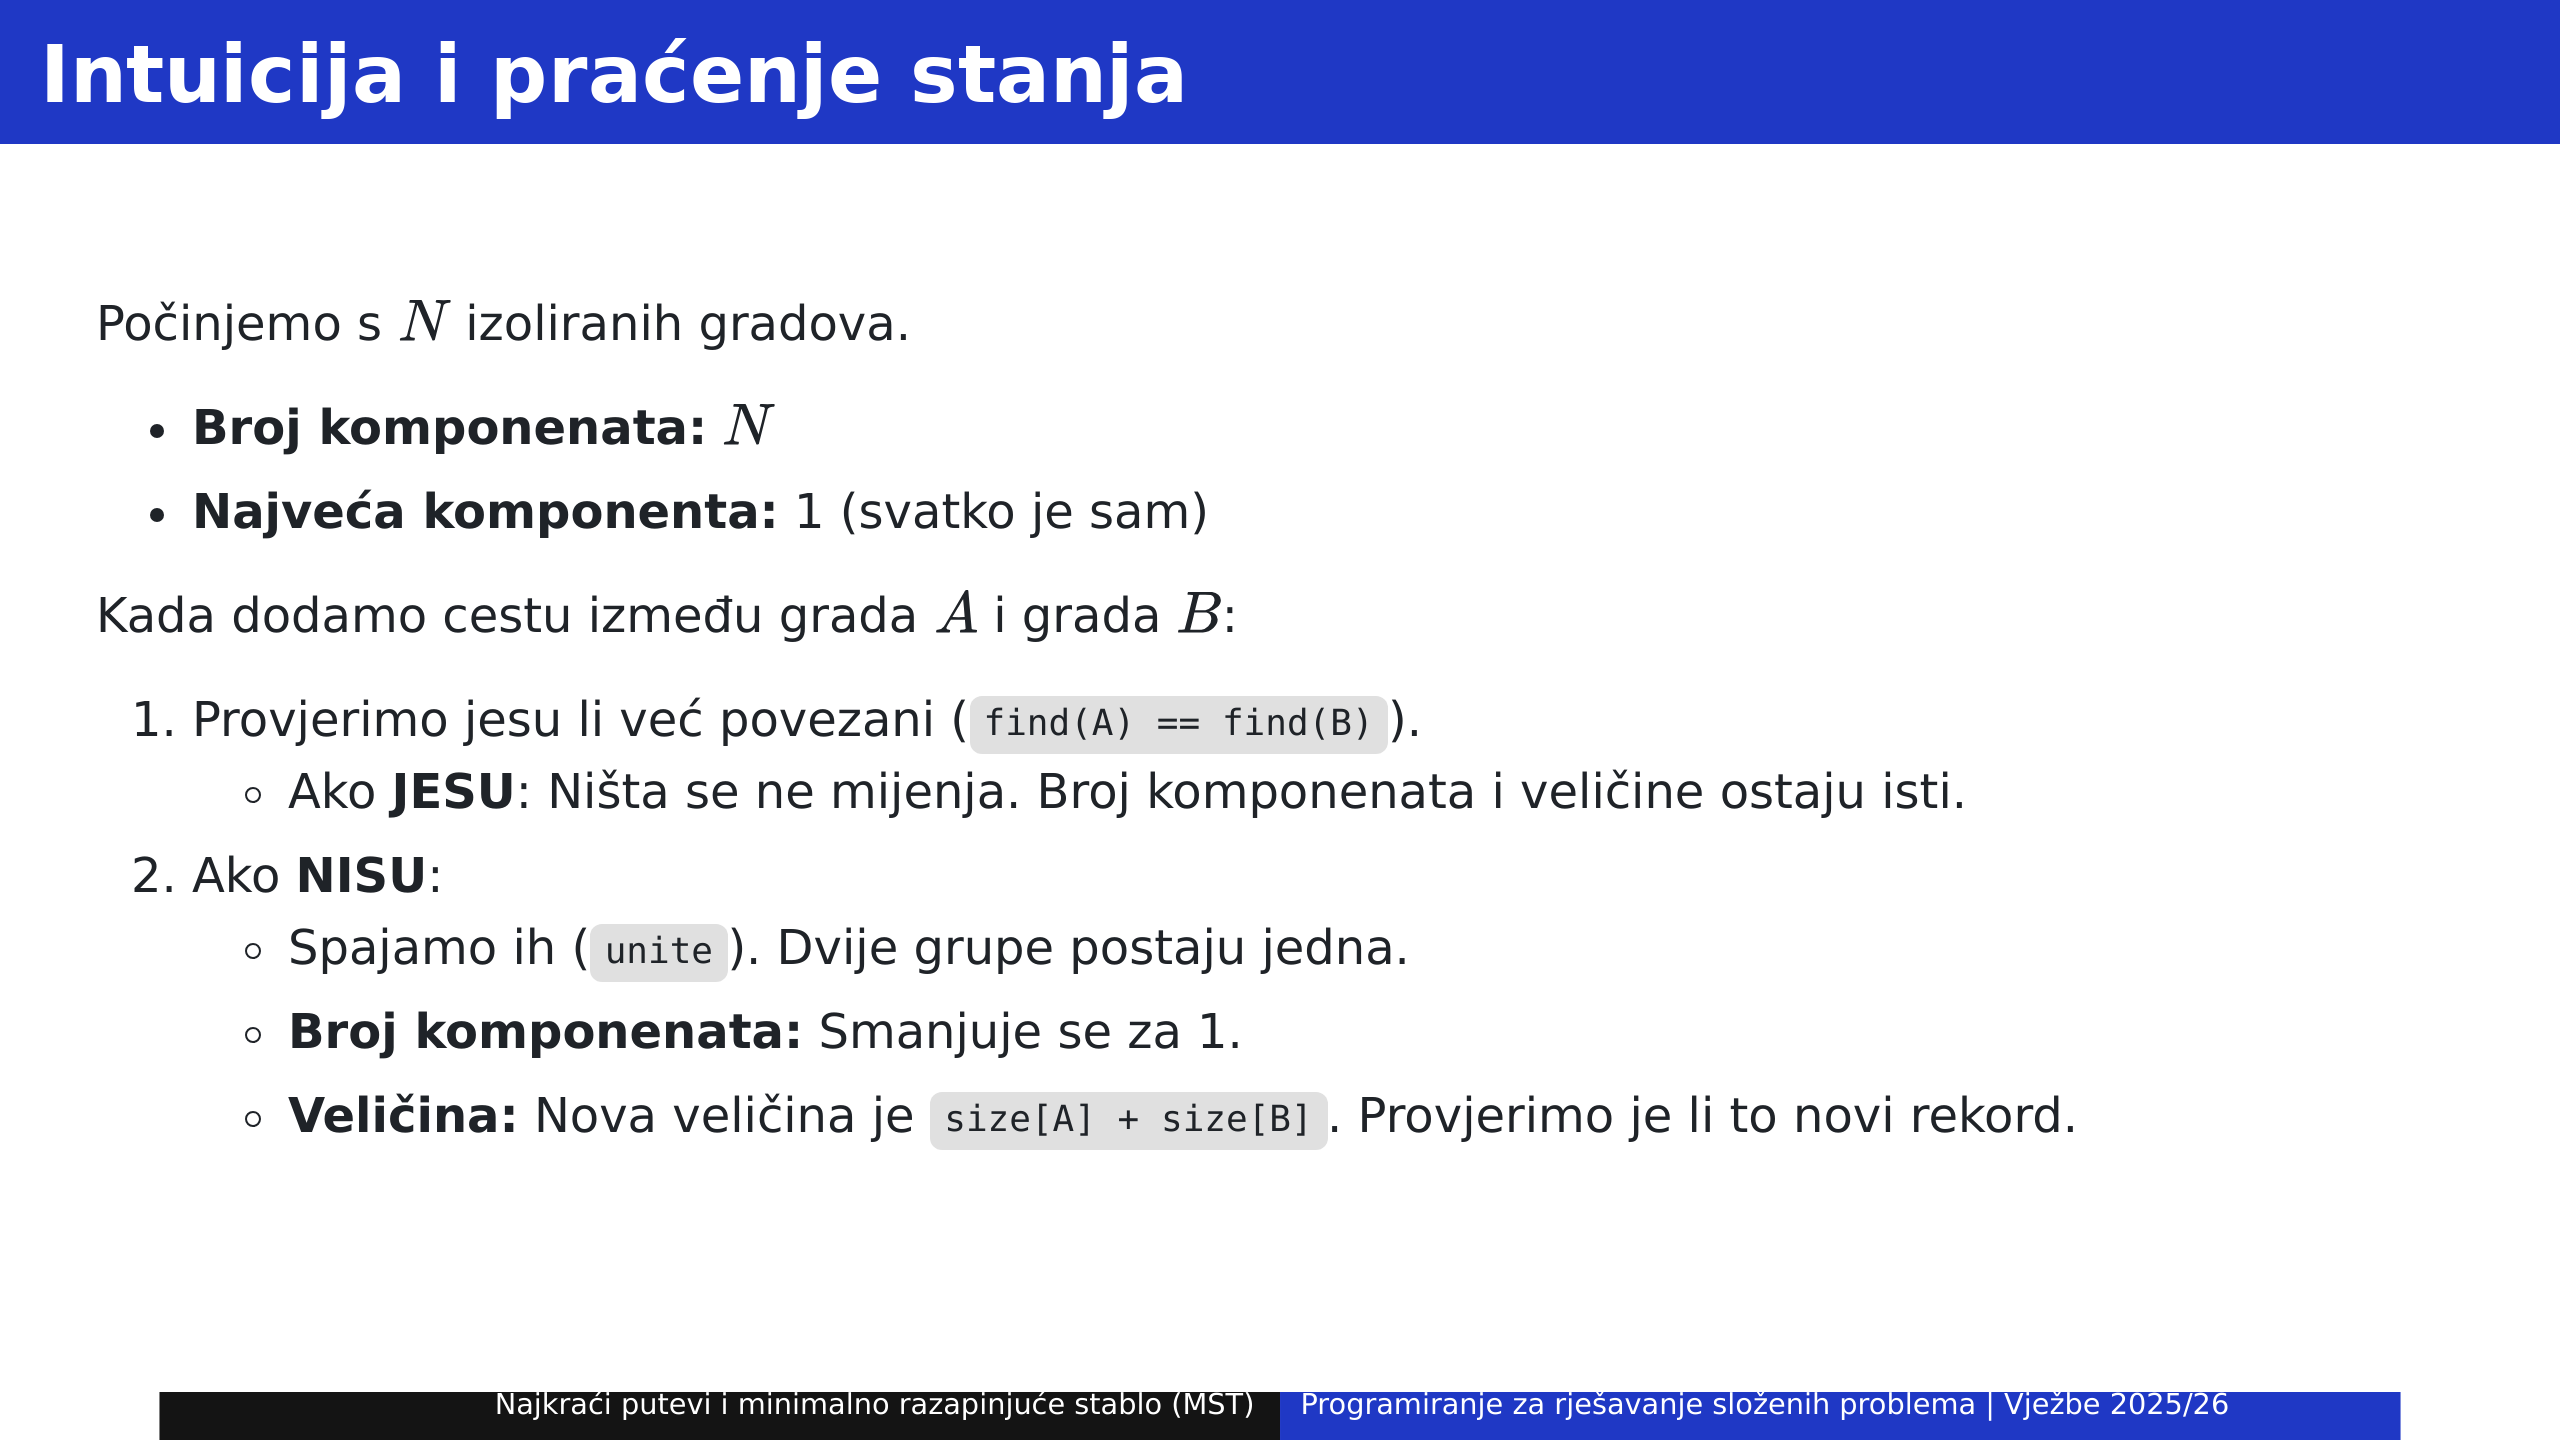 Intuicija i praćenje stanja
Počinjemo s N izoliranih gradova.
• Broj komponenata: N
• Najveća komponenta: 1 (svatko je sam)
Kada dodamo cestu između grada A i grada B:
1. Provjerimo jesu li već povezani (find(A) == find(B)).
◦ Ako JESU: Ništa se ne mijenja. Broj komponenata i veličine ostaju isti.
2. Ako NISU:
◦ Spajamo ih (unite). Dvije grupe postaju jedna.
◦ Broj komponenata: Smanjuje se za 1.
◦ Veličina: Nova veličina je size[A] + size[B]. Provjerimo je li to novi rekord.
Najkraći putevi i minimalno razapinjuće stablo (MST)
Programiranje za rješavanje složenih problema | Vježbe 2025/26